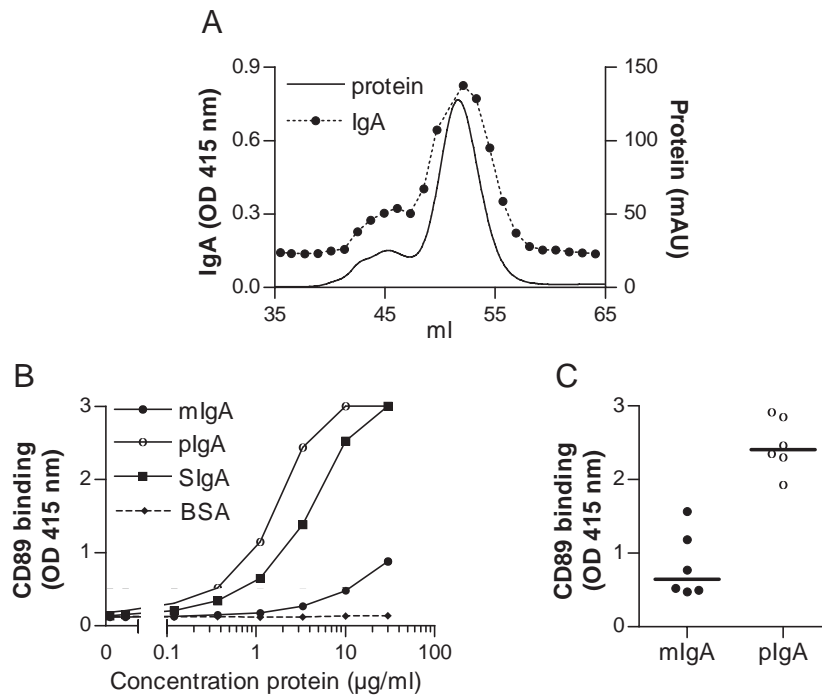 A
0.9
0.6
0.3
0.0
IgA (OD 415 nm)
protein
IgA
150
100
50
0
Protein (mAU)
35
45
55
65
ml
B
mIgA
pIgA
SIgA
BSA
3
2
1
0
CD89 binding
(OD 415 nm)
0
0.1
1
10
100
Concentration protein (µg/ml)
C
3
2
1
0
CD89 binding
(OD 415 nm)
mIgA
pIgA